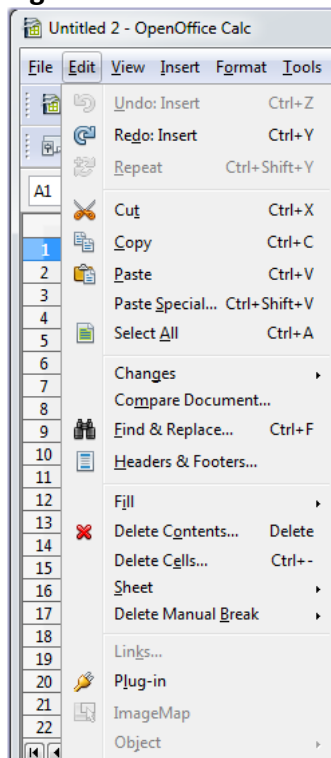 Untitled 2 - OpenOffice Calc
File Edit View Insert Format Tools
Undo: Insert Ctrl+Z
Redo: Insert Ctrl+Y
Repeat Ctrl+Shift+Y
A1
Cut Ctrl+X
Copy Ctrl+C
Paste Ctrl+V
Paste Special... Ctrl+Shift+V
Select All Ctrl+A
Changes
Compare Document...
Find & Replace... Ctrl+F
Headers & Footers...
Fill
Delete Contents... Delete
Delete Cells... Ctrl+-
Sheet
Delete Manual Break
Links...
Plug-in
ImageMap
Object
1
2
3
4
5
6
7
8
9
10
11
12
13
14
15
16
17
18
19
20
21
22